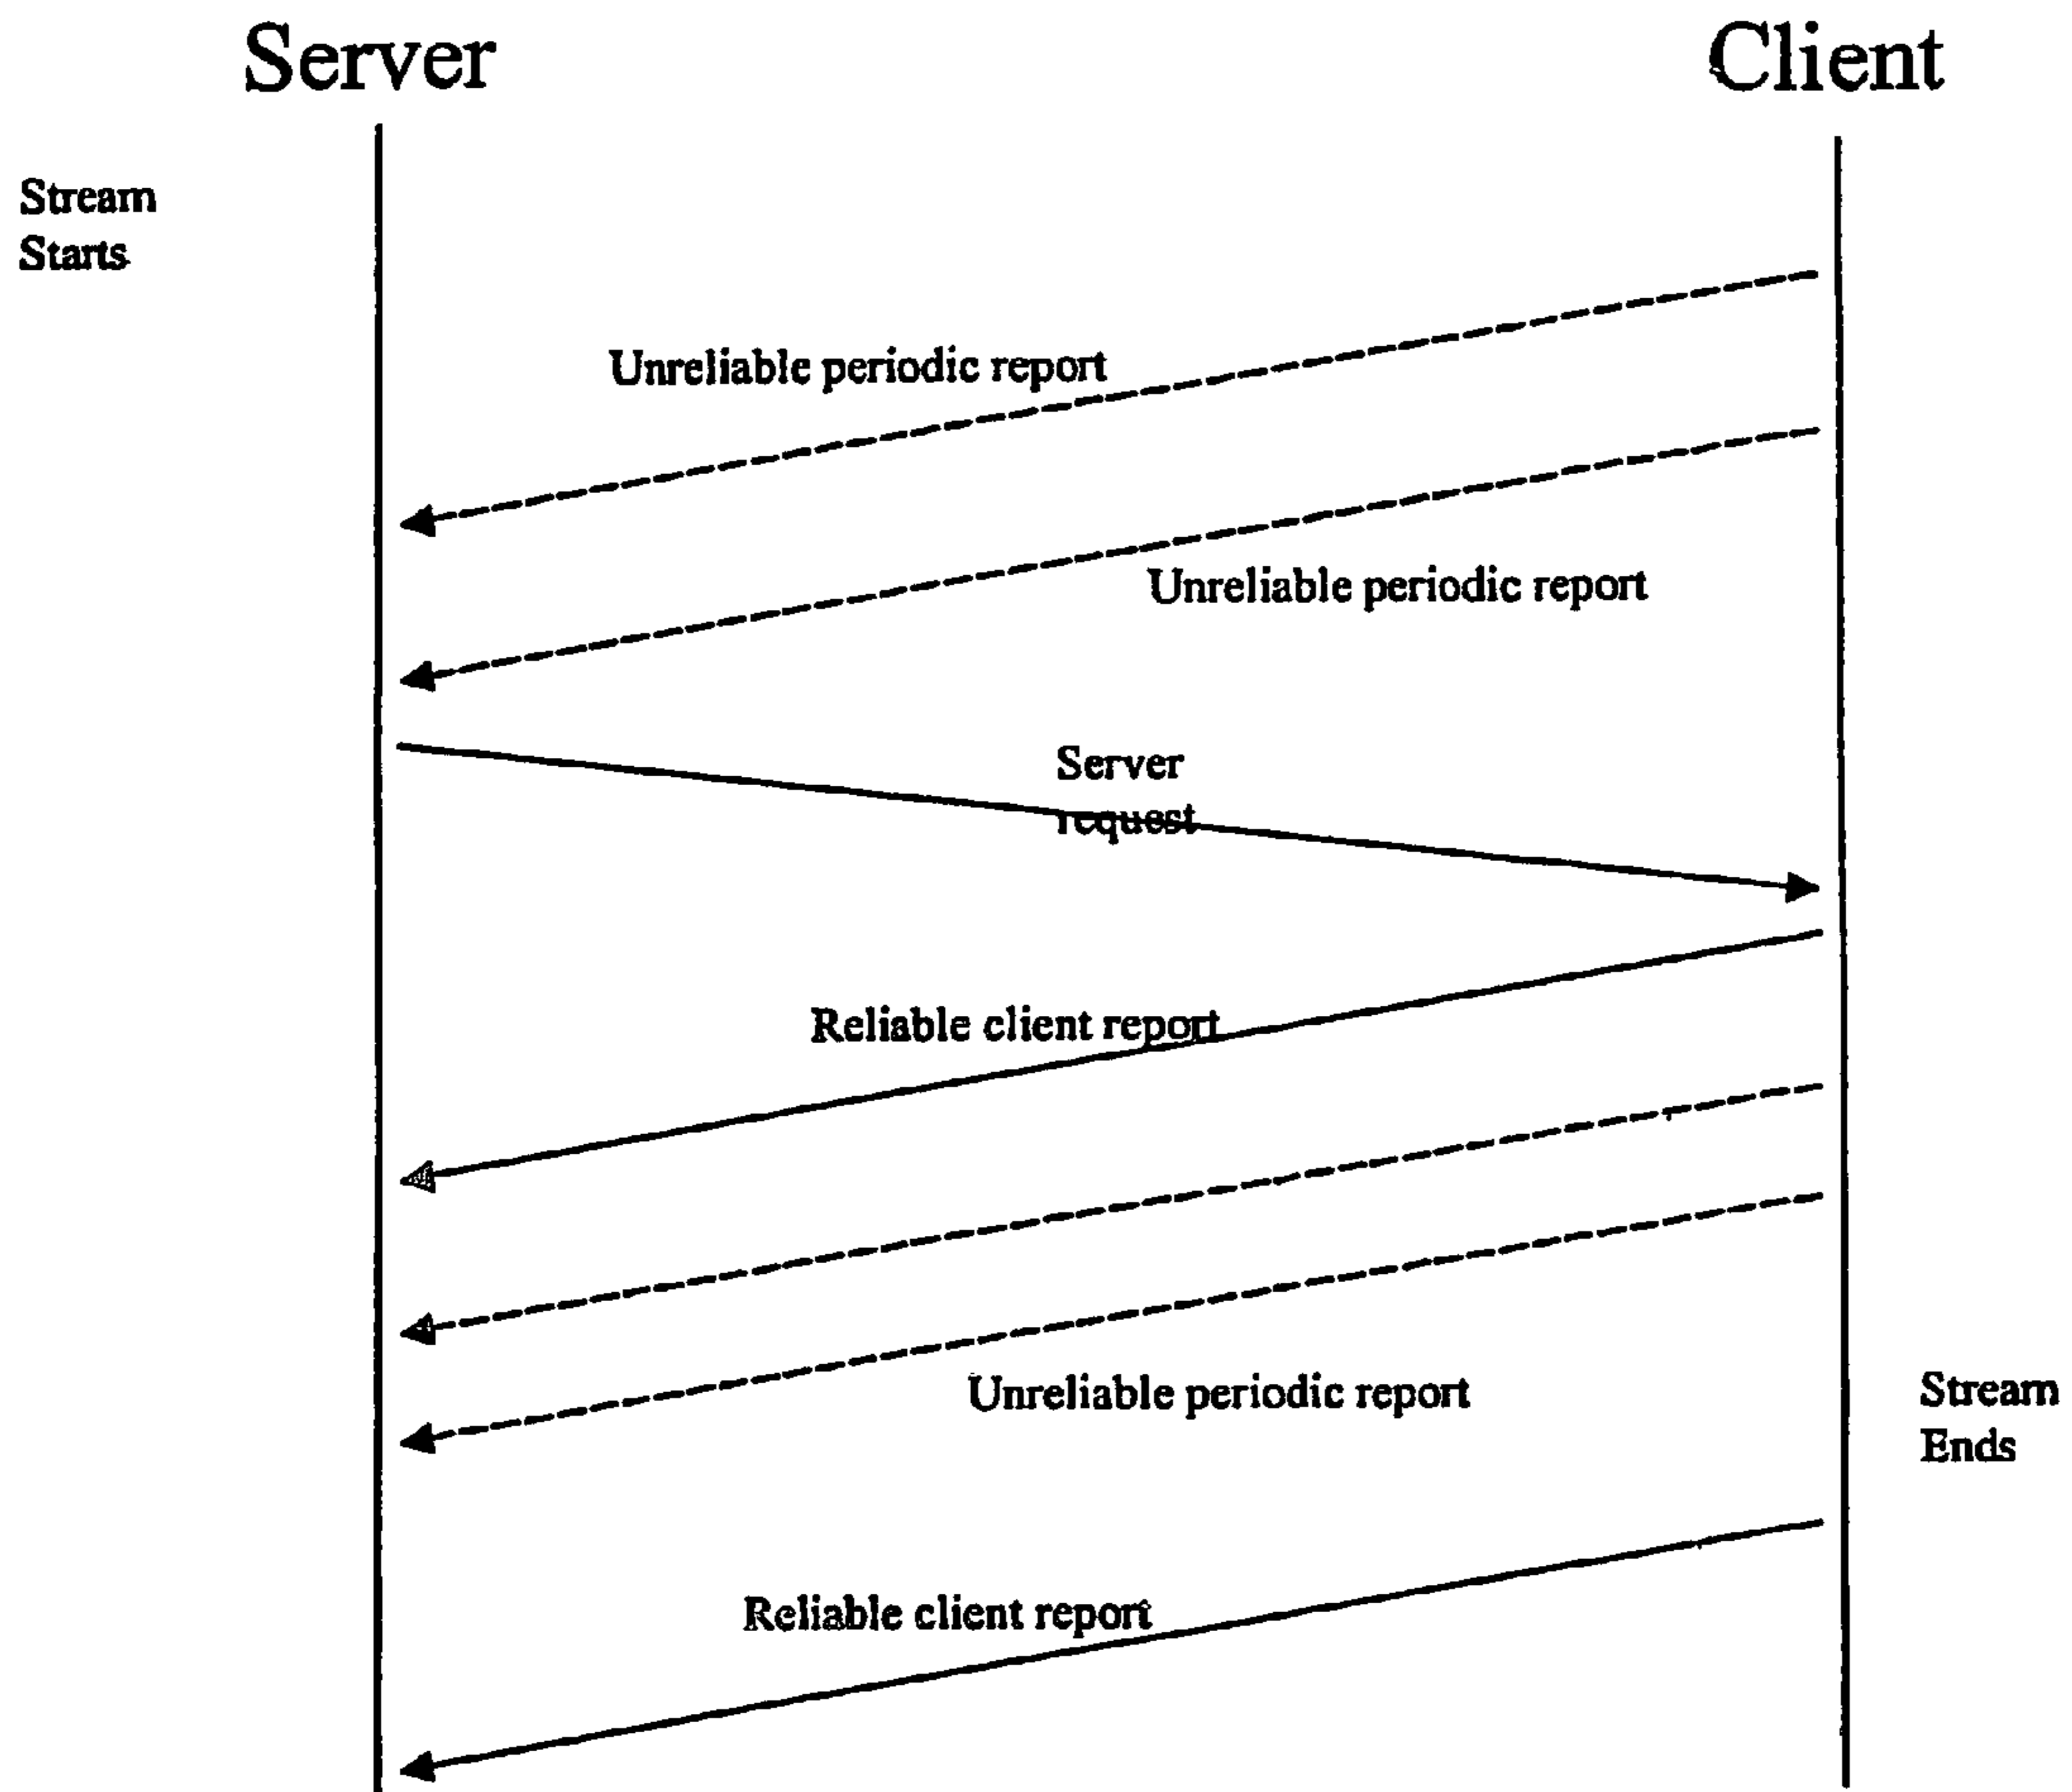 Server
Client
Stream
Starts
Unreliable periodic report
Unreliable periodic report
Server
request
Reliable client report
Unreliable periodic report
Stream
Ends
Reliable client report